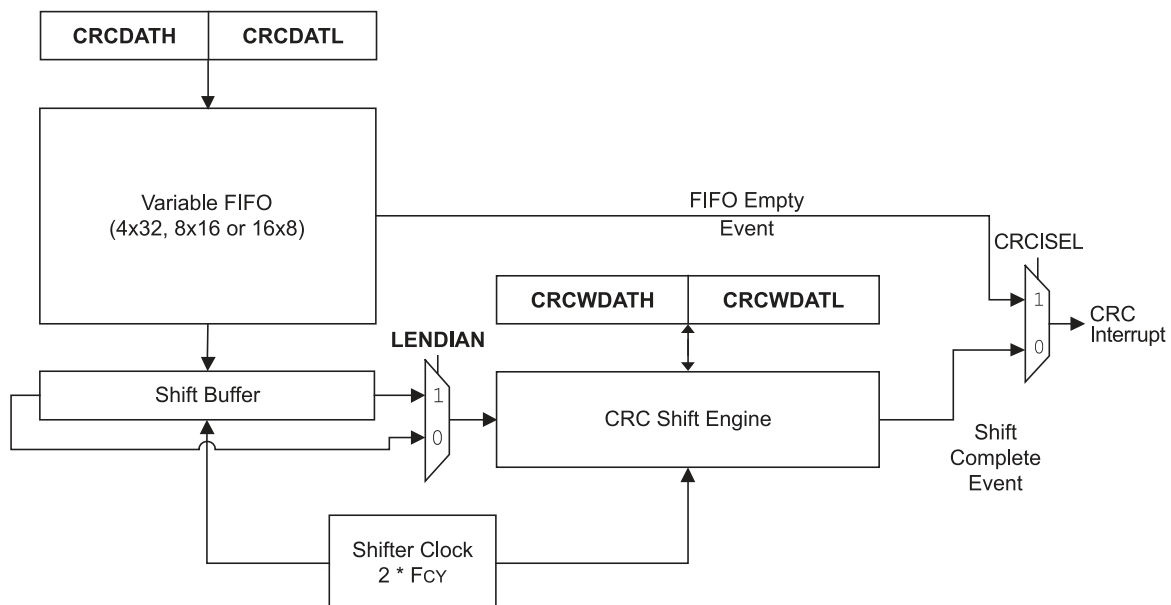 CRCDATH CRCDATL
Variable FIFO
(4x32, 8x16 or 16x8)
FIFO Empty
Event
CRCISEL
1
0
CRC
Interrupt
CRCWDATH CRCWDATL
LENDIAN
1
0
Shift Buffer
CRC Shift Engine
Shift
Complete
Event
Shifter Clock
2 * FCY